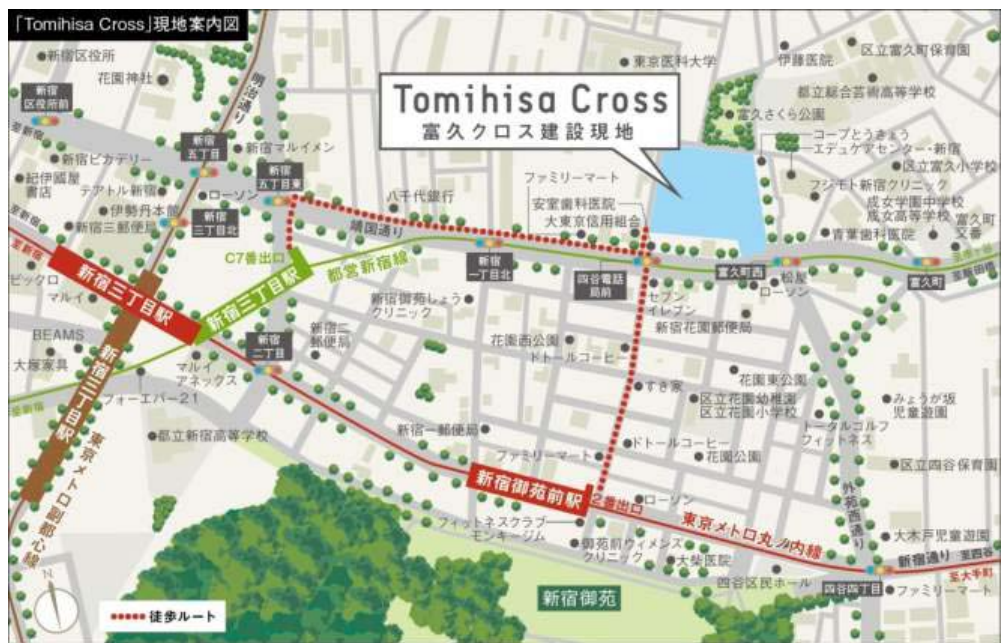 「Tomihisa Cross」現地案内図
新宿区役所
花園神社
新宿
区役所前
明治通り
東京医科大学
伊藤医院
区立富久町保育園
都立総合芸術高等学校
Tomihisa Cross
富久クロス建設現地
富久さくら公園
コープとうきょう
エデュケアセンター・新宿
区立富久小学校
新宿
五丁目
新宿マルイメン
新宿ピカデリー
紀伊國屋
書店
テアトル新宿
ローソン
新宿
五丁目東
八千代銀行
ファミリーマート
フジモト新宿クリニック
成女学園中学校
成女高等学校
伊勢丹本館
新宿三郵便局
新宿
三丁目北
安室歯科医院
大東京信用組合
富久町
交番
青葉歯科医院
至新宿
靖国通り
C7番出口
都営新宿線
新宿
一丁目北
四谷電話
局前
富久町西
松屋
ローソン
富久町
至飯田橋
新宿三丁目駅
新宿三丁目駅
ビックロ
マルイ
新宿御苑しょう
クリニック
セブン
イレブン
新宿花園郵便局
BEAMS
大塚家具
新宿三丁目駅
新宿
二丁目
新宿二
郵便局
花園西公園
ドトールコーヒー
マルイ
アネックス
フォーエバー21
至新宿
すき家
花園東公園
区立花園幼稚園
区立花園小学校
みょうが坂
児童遊園
トータルゴルフ
フィットネス
都立新宿高等学校
新宿一郵便局
ドトールコーヒー
花園公園
ファミリーマート
区立四谷保育園
新宿御苑前駅
2番出口
ローソン
東京メトロ丸ノ内線
外苑西通り
東京メトロ副都心線
フィットネスクラブ
モンキージム
御苑前ウィメンズ
クリニック
大柴医院
大木戸児童遊園
新宿通り
至四谷
至大手町
四谷区民ホール
四谷四丁目
ファミリーマート
新宿御苑
N
徒歩ルート